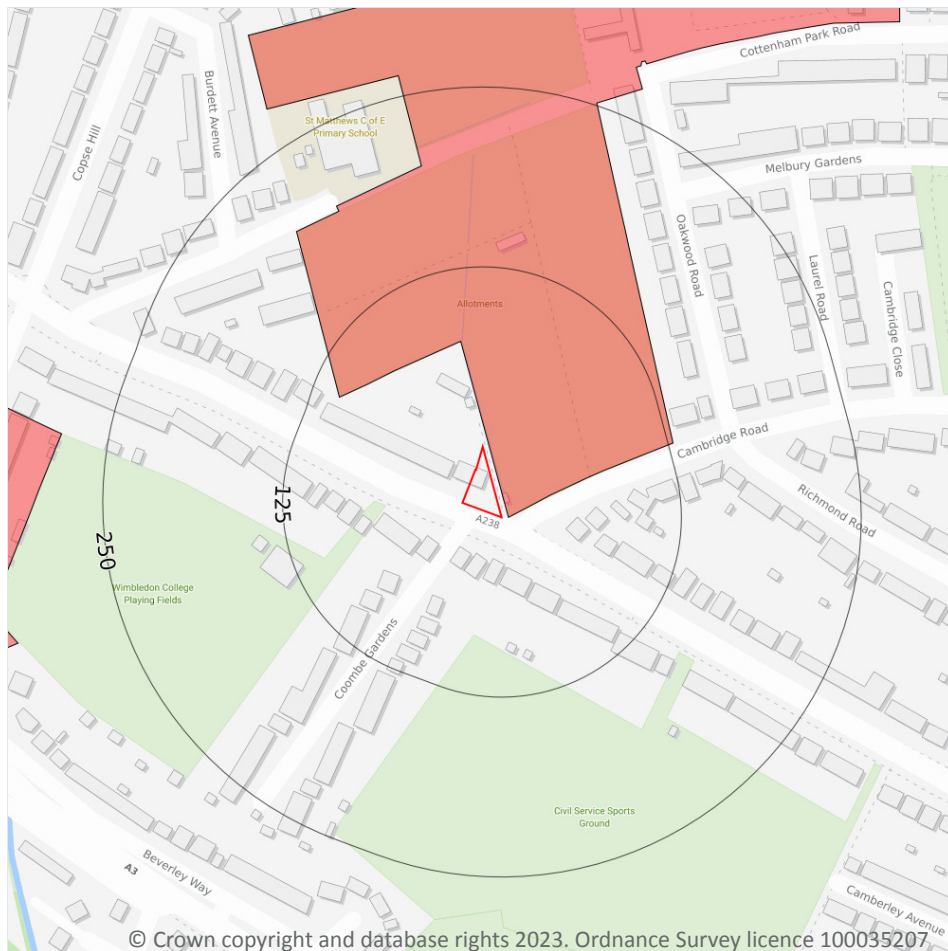 Cottenham Park Road
Burdett Avenue
St Matthews C of E
Primary School
Copse Hill
Melbury Gardens
Oakwood Road
Laurel Road
Cambridge Close
Allotments
Cambridge Road
125
A238
Richmond Road
250
Wimbledon College
Playing Fields
Coombe Gardens
Civil Service Sports
Ground
Beverley Way
A3
Camberley Avenue
© Crown copyright and database rights 2023. Ordnance Survey licence 100035207.